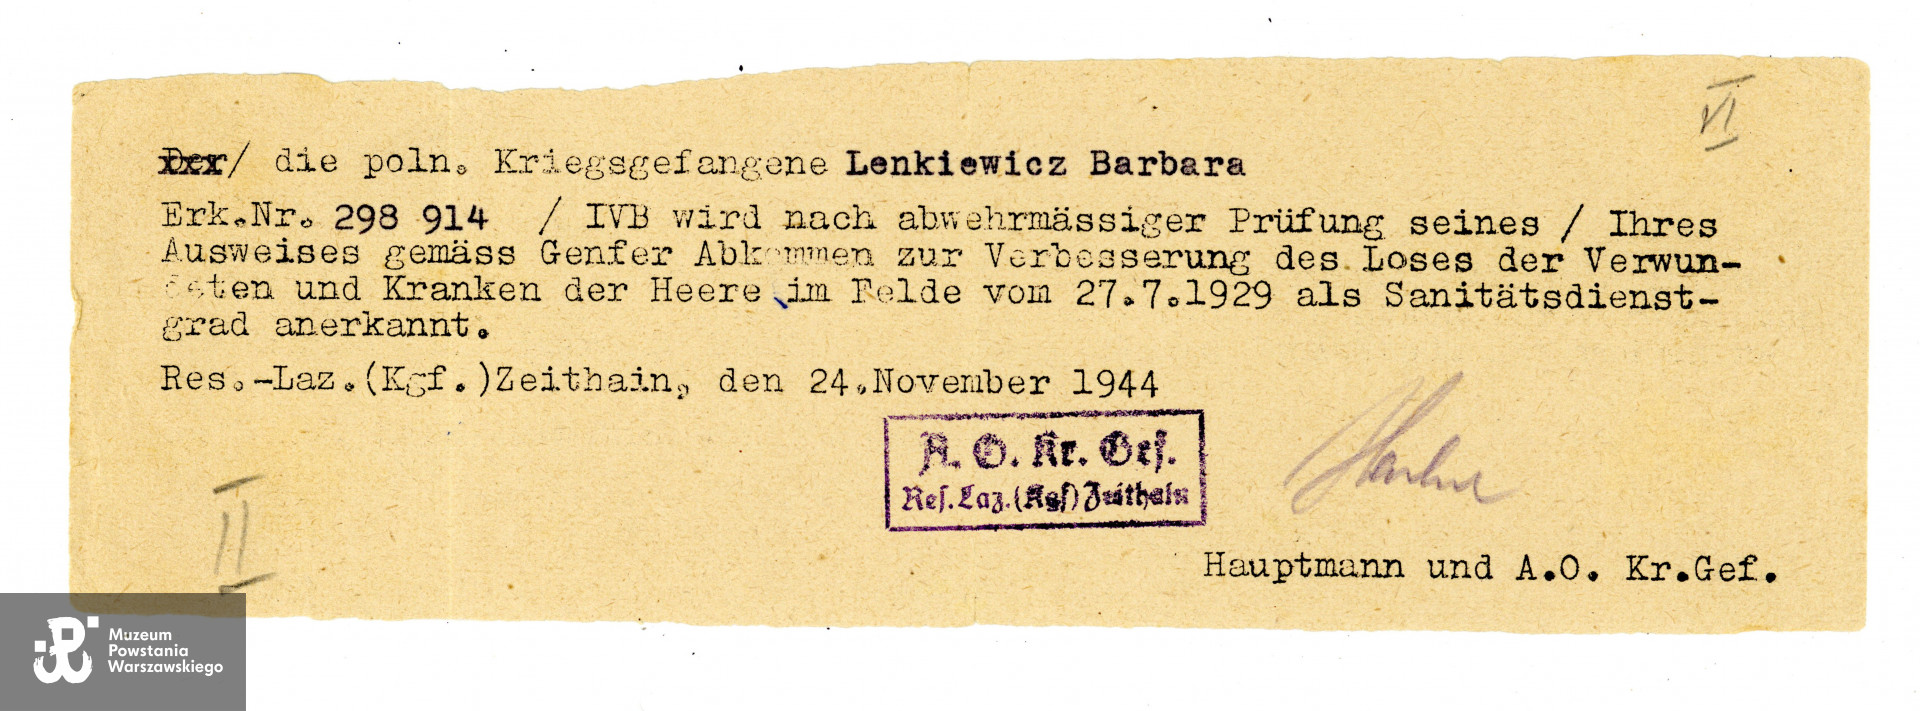 VI
Der/ die poln. Kriegsgefangene Lenkiewicz Barbara
Erk.Nr. 298 914 / IVB wird nach abwehrmässiger Prüfung seines / Ihres
Ausweises gemäss Genfer Abkommen zur Verbesserung des Loses der Verwun-
deten und Kranken der Heere im Felde vom 27.7.1929 als Sanitätsdienst-
grad anerkannt.
Res.-Laz.(Kgf.)Zeithain, den 24.November 1944
A. O. Kr. Gef.
Res. Laz. (Kgf) Zeithain
II
Hauptmann und A.O. Kr.Gef.
Muzeum
Powstania
Warszawskiego